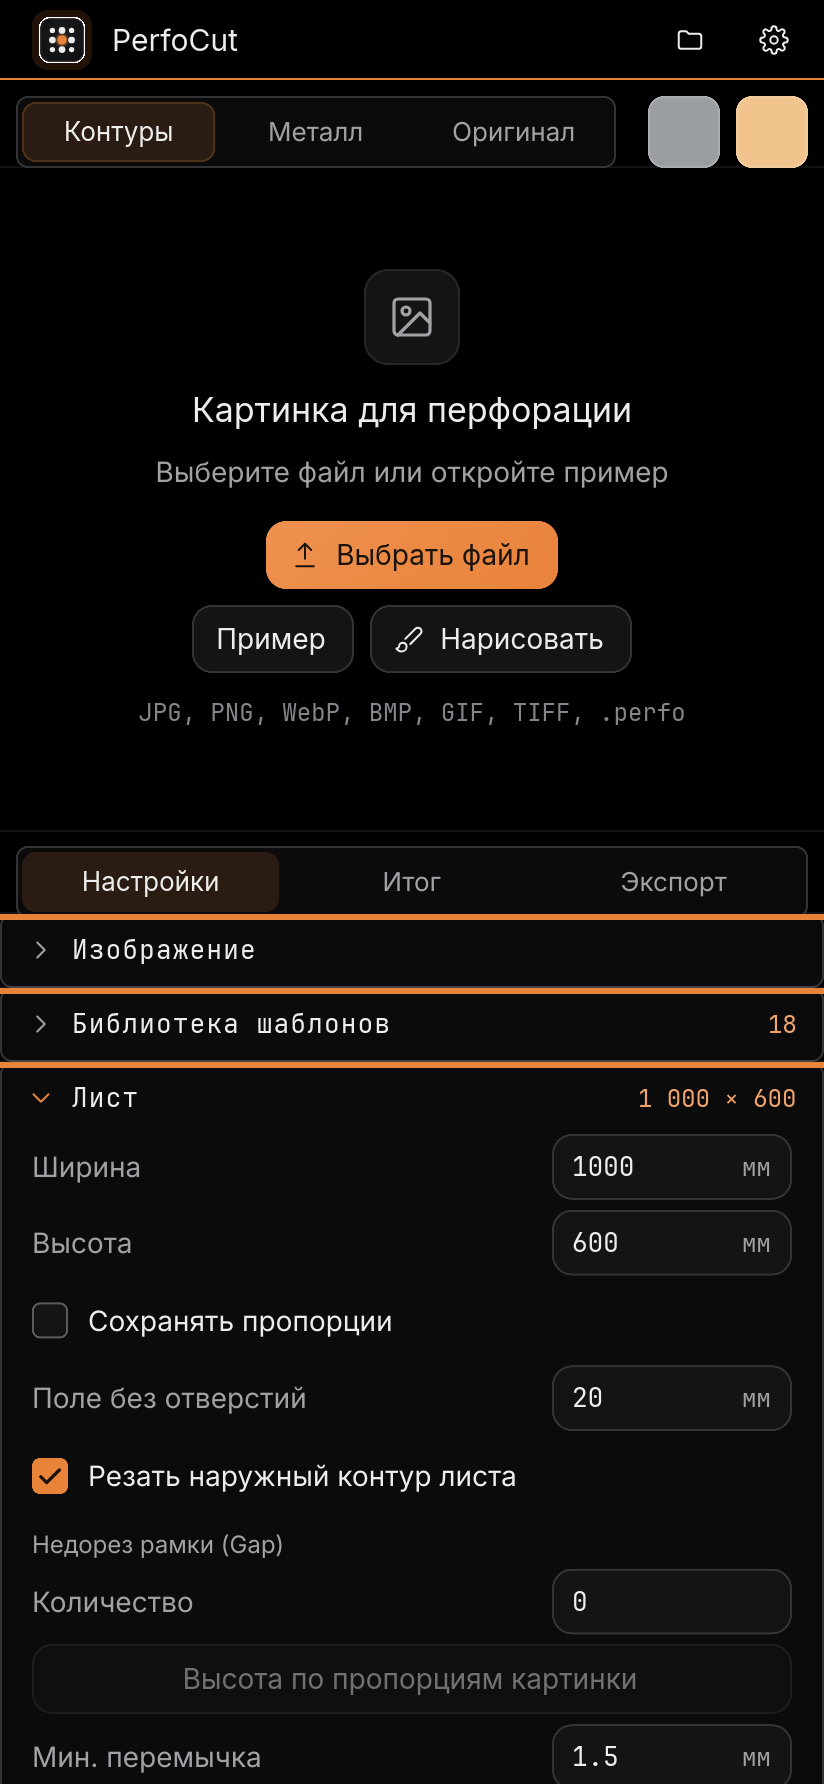 PerfoCut
Контуры Металл Оригинал
Картинка для перфорации
Выберите файл или откройте пример
Выбрать файл
Пример Нарисовать
JPG, PNG, WebP, BMP, GIF, TIFF, .perfo
Настройки Итог Экспорт
Изображение
Библиотека шаблонов 18
Лист 1 000 × 600
Ширина 1000 мм
Высота 600 мм
Сохранять пропорции
Поле без отверстий 20 мм
Резать наружный контур листа
Недорез рамки (Gap)
Количество 0
Высота по пропорциям картинки
Мин. перемычка 1.5 мм